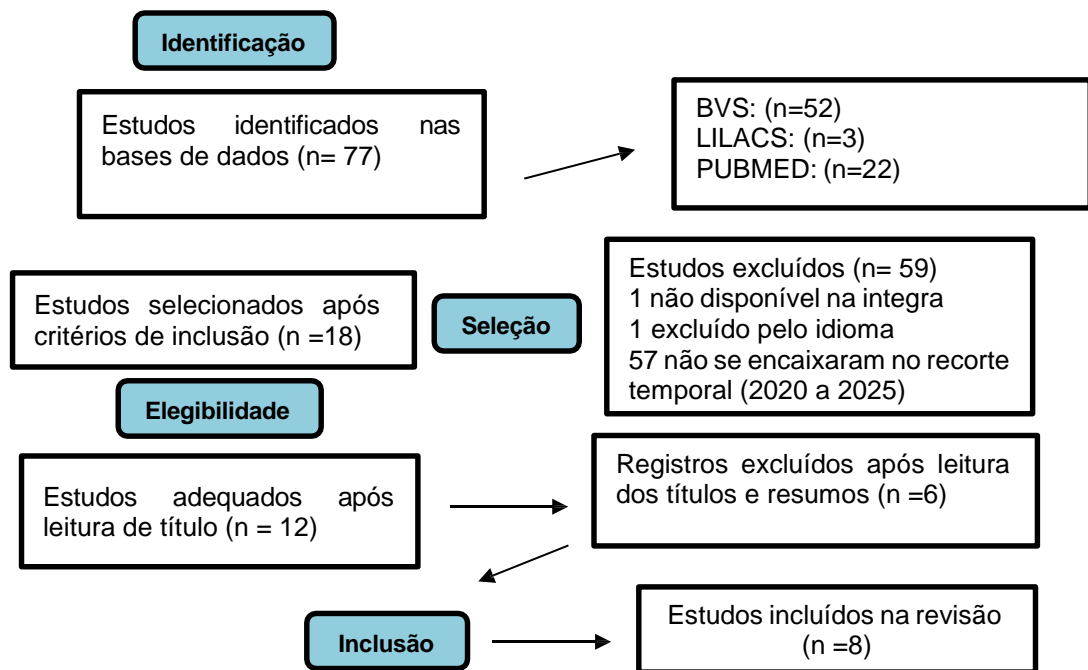 Identificação
Estudos identificados nas
bases de dados (n= 77)
BVS: (n=52)
LILACS: (n=3)
PUBMED: (n=22)
Estudos selecionados após
critérios de inclusão (n =18)
Seleção
Estudos excluídos (n= 59)
1 não disponível na integra
1 excluído pelo idioma
57 não se encaixaram no recorte
temporal (2020 a 2025)
Elegibilidade
Estudos adequados após
leitura de título (n = 12)
Registros excluídos após leitura
dos títulos e resumos (n =6)
Inclusão
Estudos incluídos na revisão
(n =8)